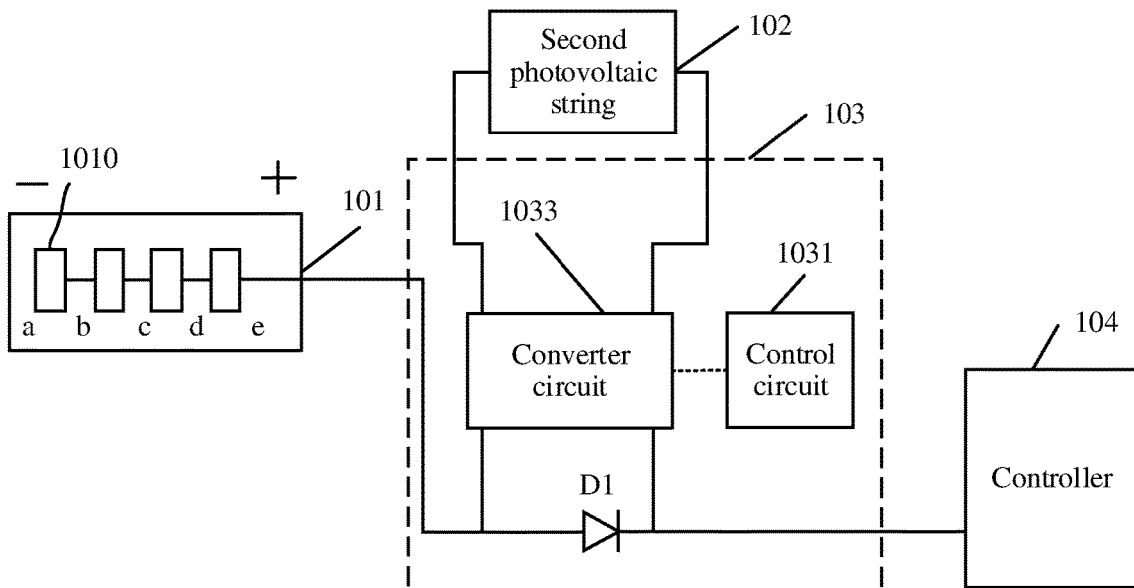 Second
photovoltaic
string
102
103
1010
− +
101
1033
1031
a b c d e
Converter
circuit
Control
circuit
104
D1
Controller